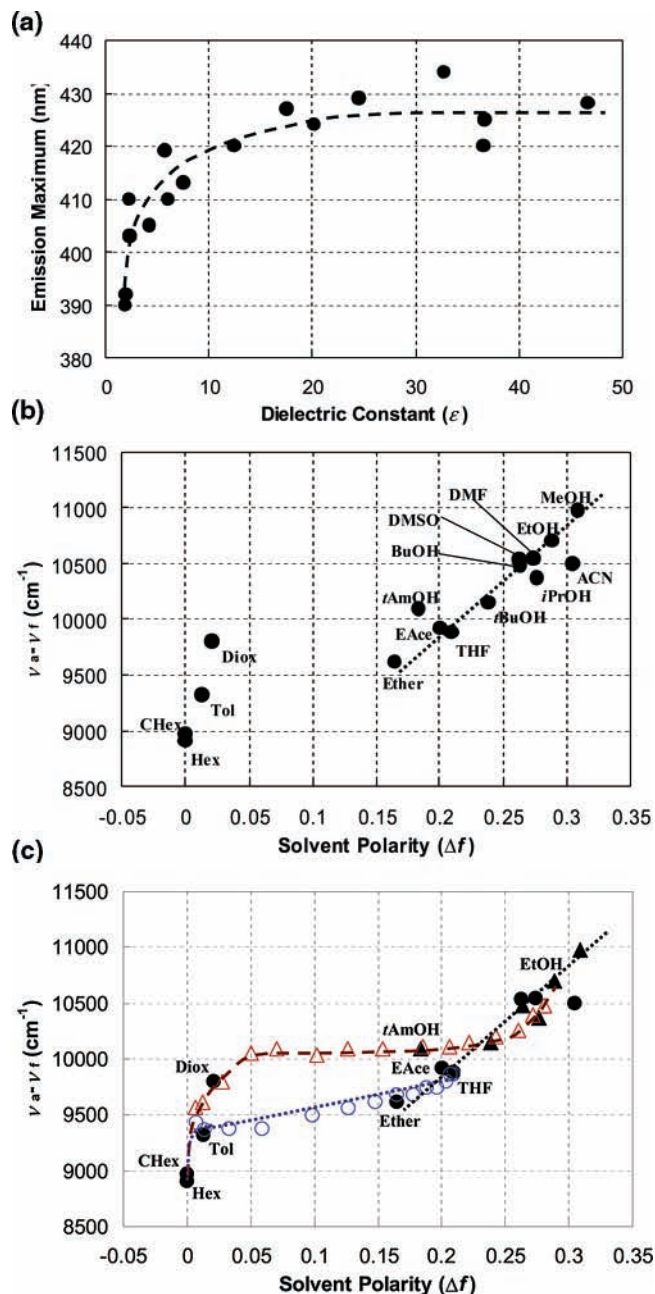 (a)
440
430
420
410
400
390
380
Emission Maximum (nm)
0 10 20 30 40 50
Dielectric Constant (ε)
(b)
11500
11000
10500
10000
9500
9000
8500
ν a- ν f (cm⁻¹)
DMF
MeOH
DMSO
EtOH
BuOH
ACN
tAmOH
iPrOH
tBuOH
EAce
THF
Diox
Ether
Tol
CHex
Hex
-0.05 0 0.05 0.1 0.15 0.2 0.25 0.3 0.35
Solvent Polarity (Δf)
(c)
11500
11000
10500
10000
9500
9000
8500
ν a- ν f (cm⁻¹)
EtOH
tAmOH
Diox
EAce
THF
Ether
Tol
CHex
Hex
-0.05 0 0.05 0.1 0.15 0.2 0.25 0.3 0.35
Solvent Polarity (Δf)